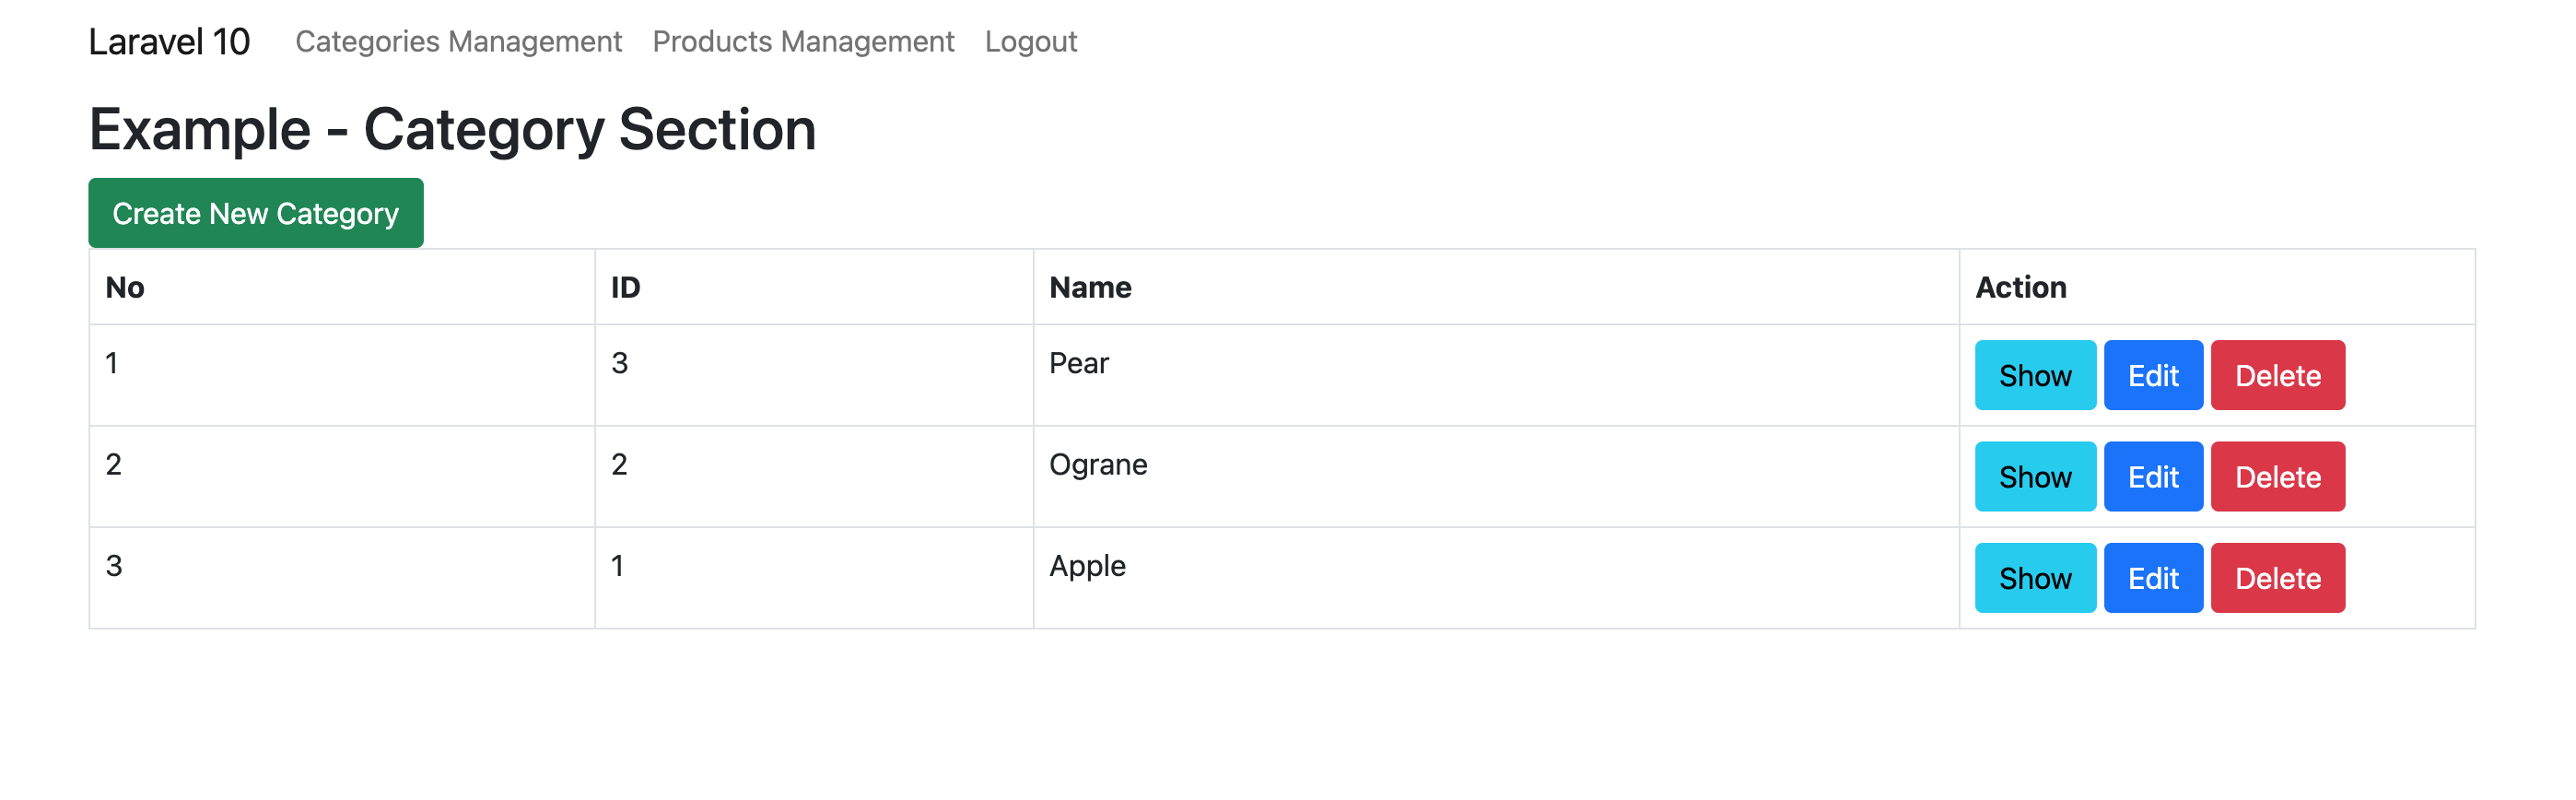 Laravel 10 Categories Management Products Management Logout
Example - Category Section
Create New Category
No ID Name Action
1 3 Pear Show Edit Delete
2 2 Ograne Show Edit Delete
3 1 Apple Show Edit Delete